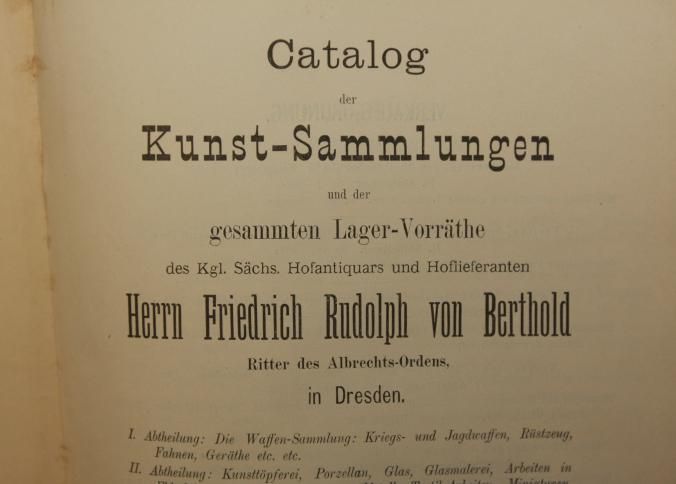 Catalog
der
Kunst-Sammlungen
und der
gesammten Lager-Vorräthe
des Kgl. Sächs. Hofantiquars und Hoflieferanten
Herrn Friedrich Rudolph von Berthold
Ritter des Albrechts-Ordens,
in Dresden.
I. Abtheilung: Die Waffen-Sammlung: Kriegs- und Jagdwaffen, Rüstzeug,
Fahnen, Geräthe etc. etc.
II. Abtheilung: Kunsttöpferei, Porzellan, Glas, Glasmalerei, Arbeiten in